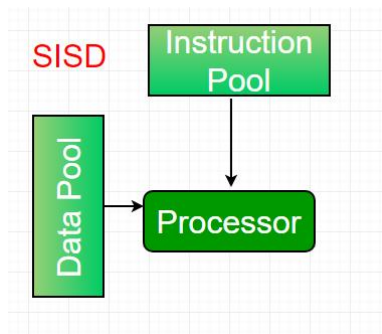 SISD
Instruction
Pool
Data Pool
Processor